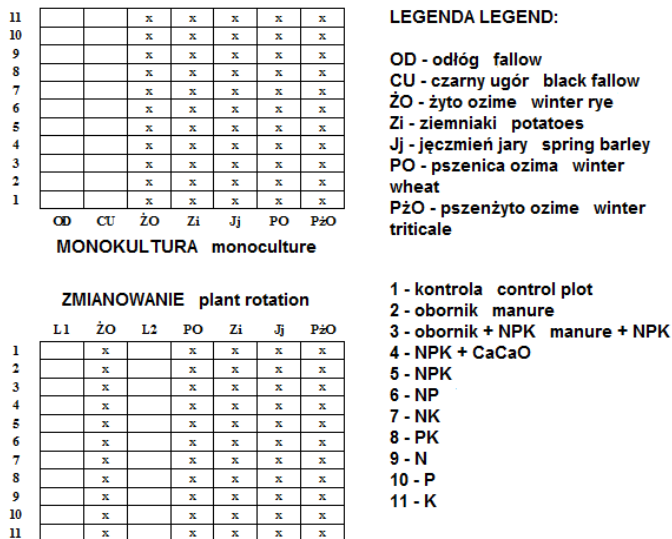 11 x x x x x
10 x x x x x
9 x x x x x
8 x x x x x
7 x x x x x
6 x x x x x
5 x x x x x
4 x x x x x
3 x x x x x
2 x x x x x
1 x x x x x
OD CU ŻO Zi Jj PO PżO
MONOKULTURA monoculture
ZMIANOWANIE plant rotation
L1 ŻO L2 PO Zi Jj PżO
1 x x x x x
2 x x x x x
3 x x x x x
4 x x x x x
5 x x x x x
6 x x x x x
7 x x x x x
8 x x x x x
9 x x x x x
10 x x x x x
11 x x x x x
LEGENDA LEGEND:
OD - odłóg fallow
CU - czarny ugór black fallow
ŻO - żyto ozime winter rye
Zi - ziemniaki potatoes
Jj - jęczmień jary spring barley
PO - pszenica ozima winter
wheat
PżO - pszenżyto ozime winter
triticale
1 - kontrola control plot
2 - obornik manure
3 - obornik + NPK manure + NPK
4 - NPK + CaCaO
5 - NPK
6 - NP
7 - NK
8 - PK
9 - N
10 - P
11 - K